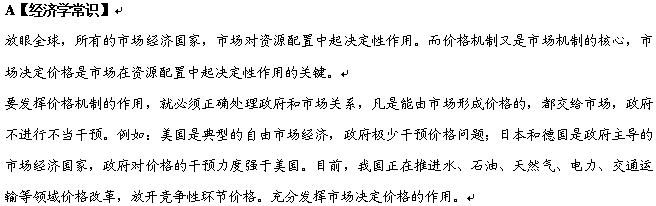 A【经济学常识】
放眼全球，所有的市场经济国家，市场对资源配置中起决定性作用。而价格机制又是市场机制的核心，市
场决定价格是市场在资源配置中起决定性作用的关键。
要发挥价格机制的作用，就必须正确处理政府和市场关系，凡是能由市场形成价格的，都交给市场，政府
不进行不当干预。例如：美国是典型的自由市场经济，政府极少干预价格问题；日本和德国是政府主导的
市场经济国家，政府对价格的干预力度强于美国。目前，我国正在推进水、石油、天然气、电力、交通运
输等领域价格改革，放开竞争性环节价格。充分发挥市场决定价格的作用。